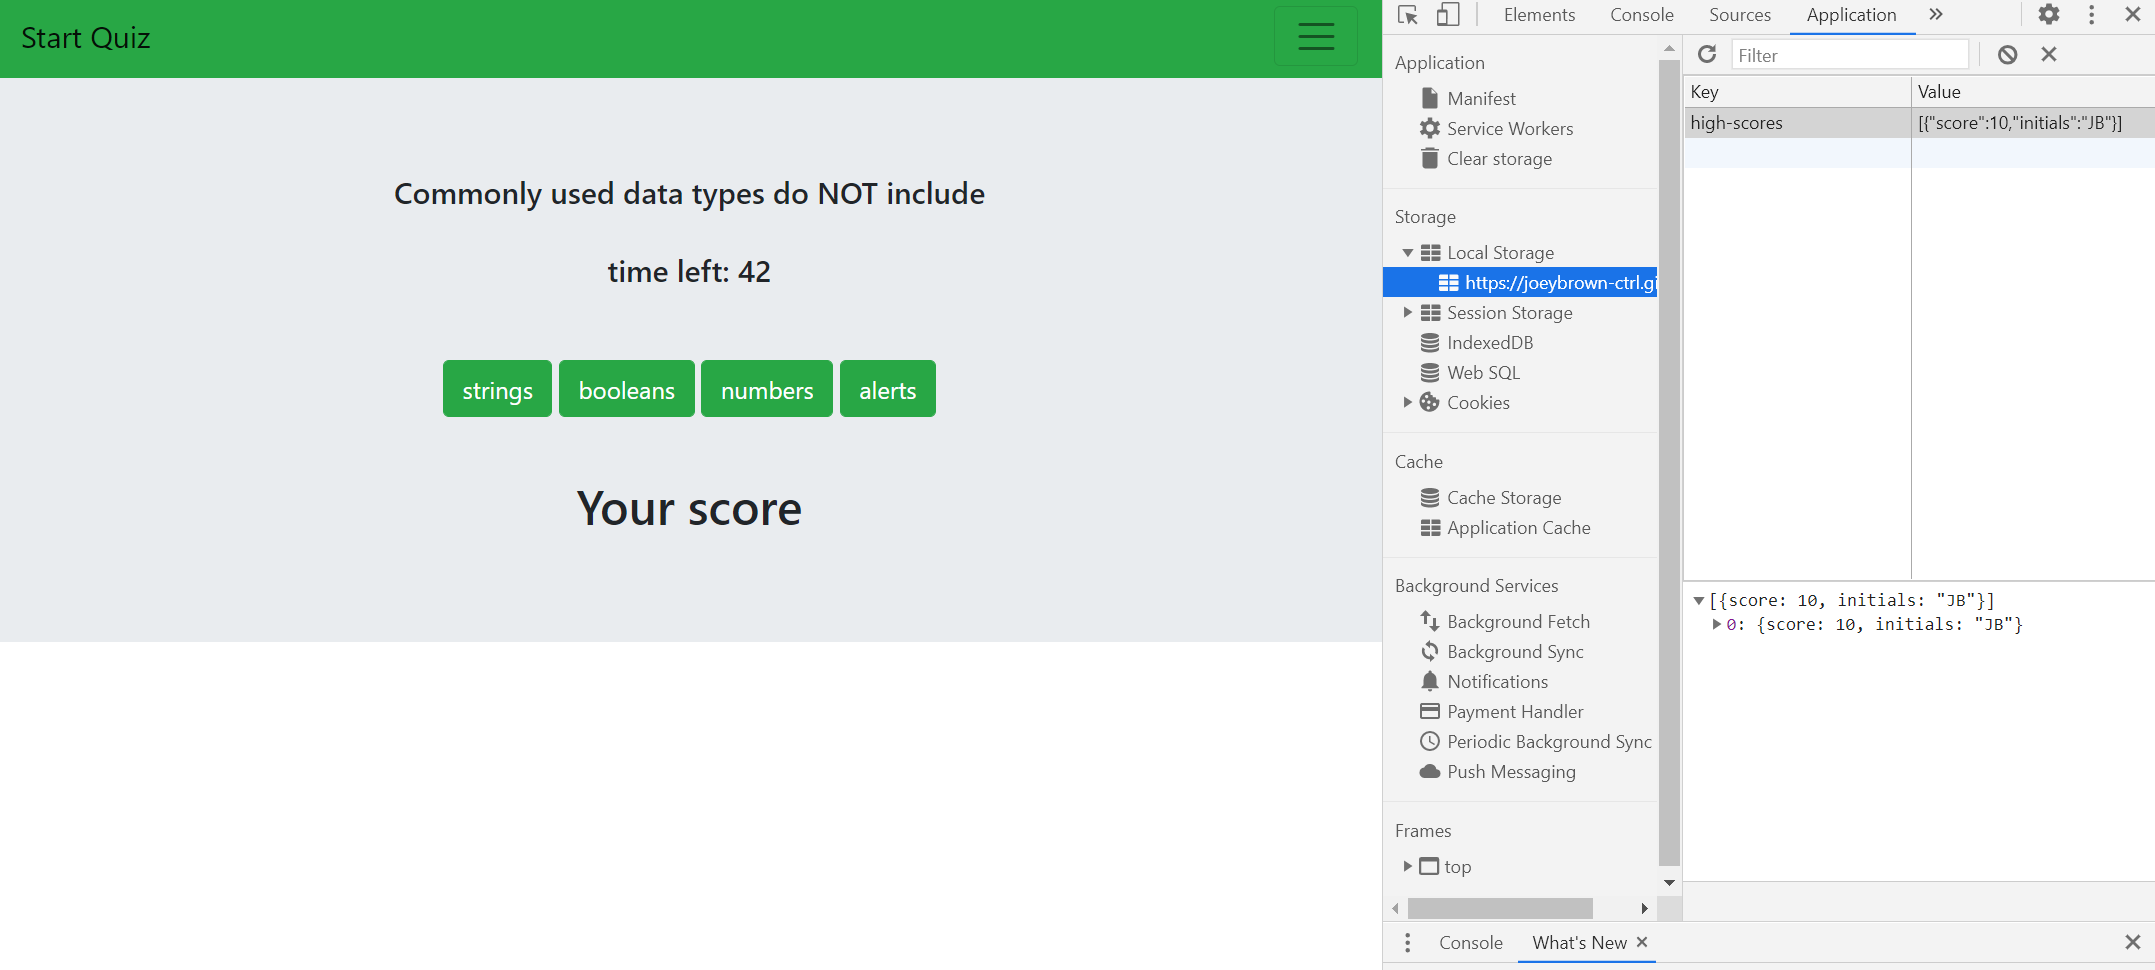 Start Quiz
Commonly used data types do NOT include
time left: 42
strings booleans numbers alerts
Your score
Elements Console Sources Application
Application
Manifest
Service Workers
Clear storage
Storage
Local Storage
https://joeybrown-ctrl.gi
Session Storage
IndexedDB
Web SQL
Cookies
Cache
Cache Storage
Application Cache
Background Services
Background Fetch
Background Sync
Notifications
Payment Handler
Periodic Background Sync
Push Messaging
Frames
top
Filter
Key Value
high-scores [{"score":10,"initials":"JB"}]
[{score: 10, initials: "JB"}]
0: {score: 10, initials: "JB"}
Console What's New